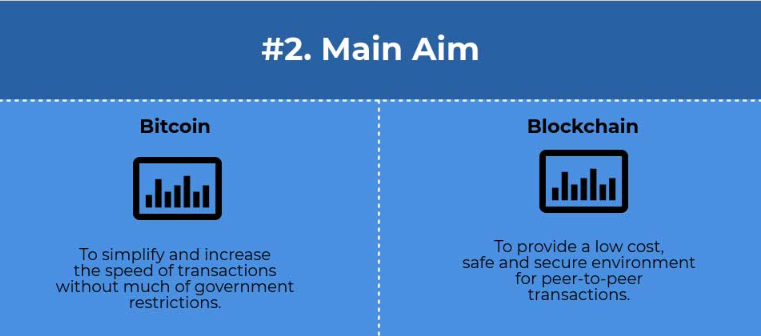 #2. Main Aim
Bitcoin
To simplify and increase
the speed of transactions
without much of government
restrictions.
Blockchain
To provide a low cost,
safe and secure environment
for peer-to-peer
transactions.